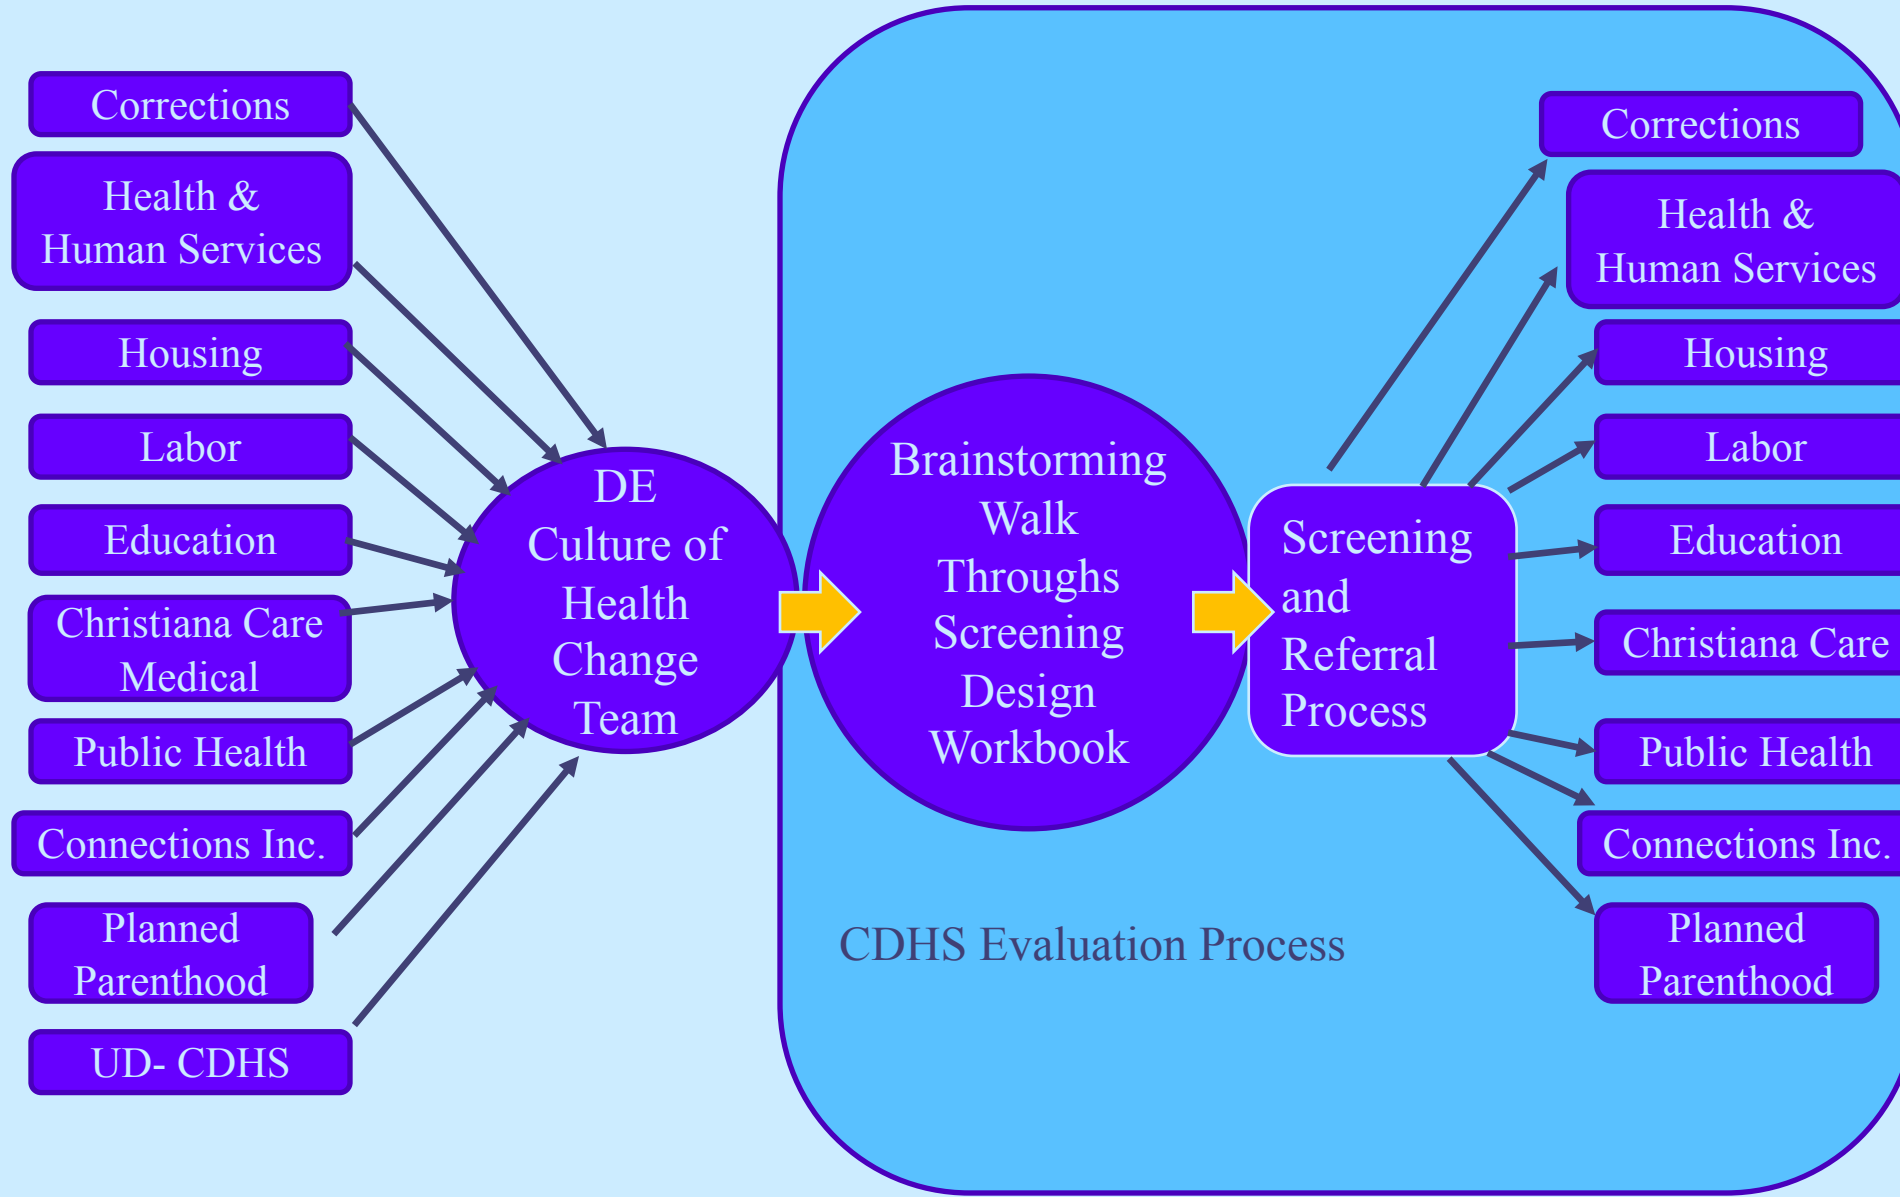 Corrections
Health &
Human Services
Housing
Labor
Education
Christiana Care
Medical
Public Health
Connections Inc.
Planned
Parenthood
UD- CDHS
DE
Culture of
Health
Change
Team
Brainstorming
Walk
Throughs
Screening
Design
Workbook
CDHS Evaluation Process
Screening
and
Referral
Process
Corrections
Health &
Human Services
Housing
Labor
Education
Christiana Care
Public Health
Connections Inc.
Planned
Parenthood